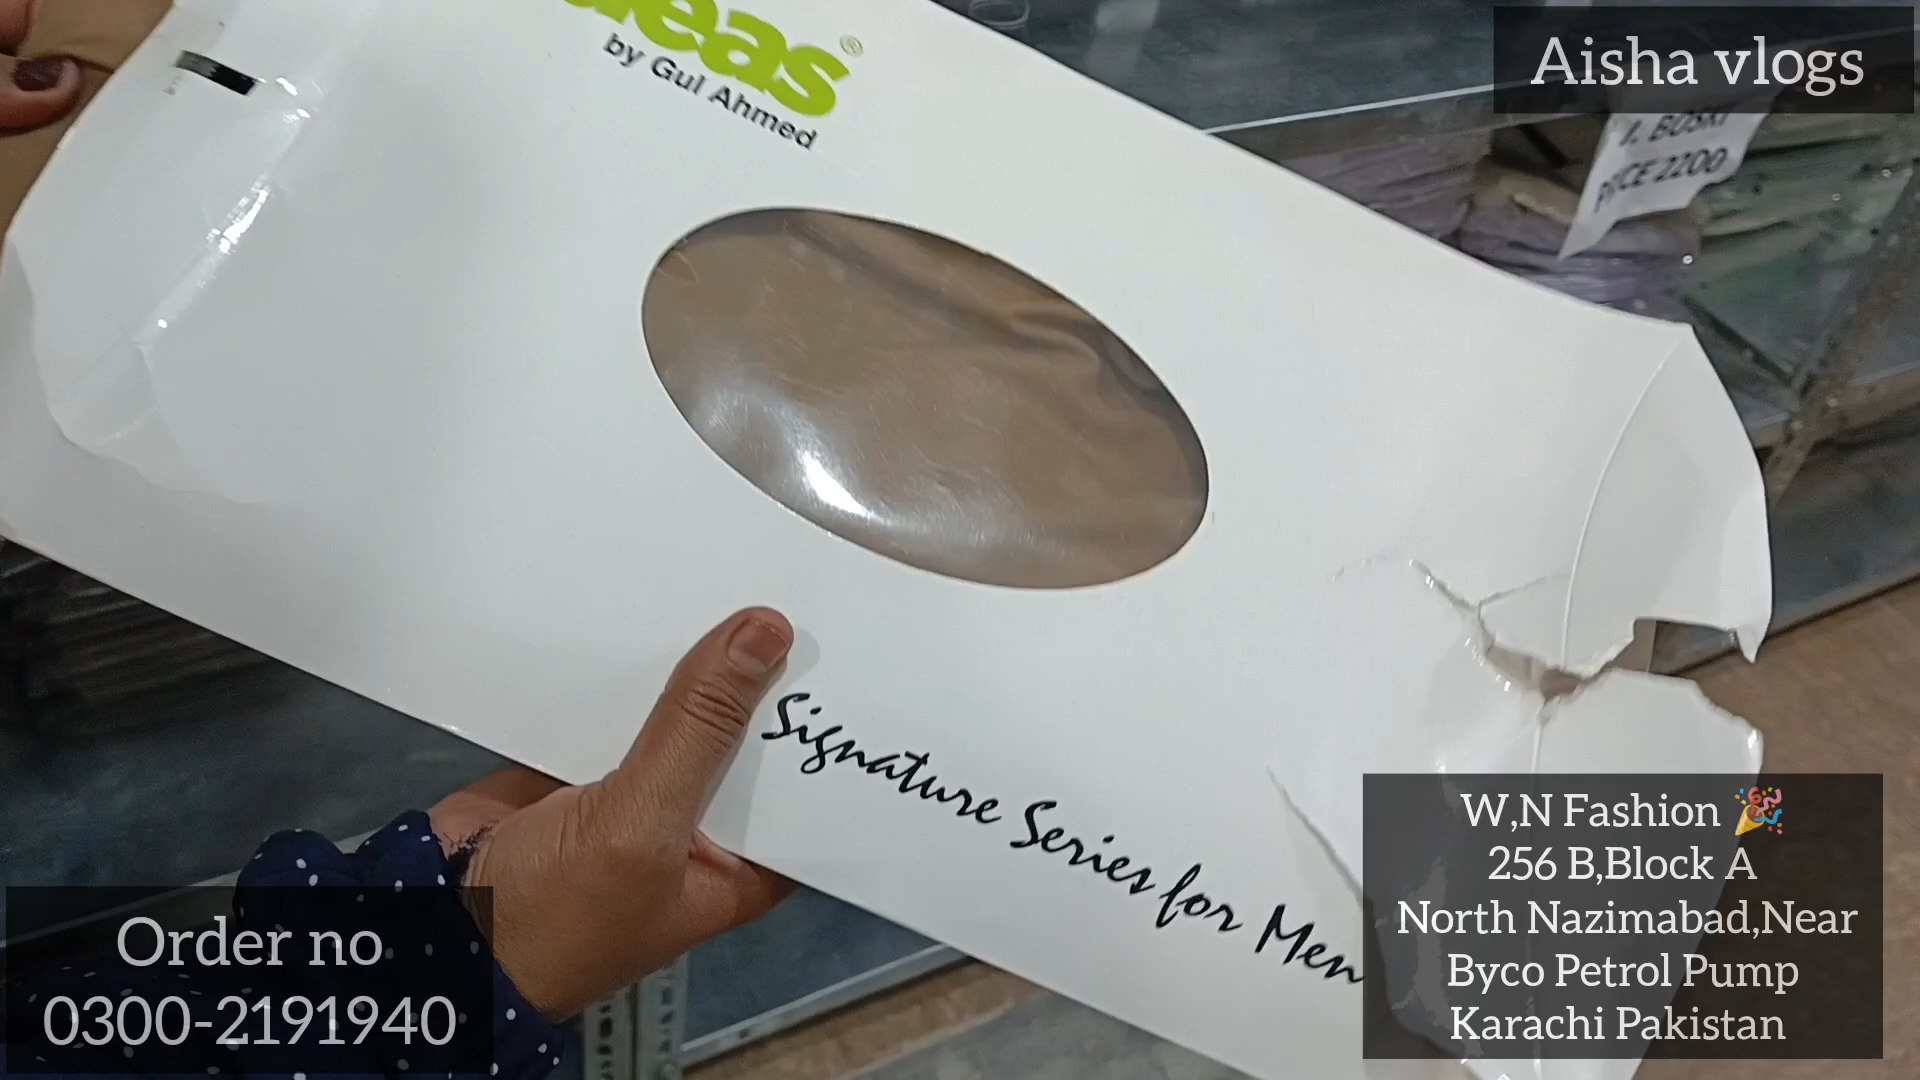 Aisha vlogs
by Gul Ahmed
BOSKI
PRICE 2200
Signature Series for Men
W,N Fashion 🎉
256 B,Block A
North Nazimabad,Near
Byco Petrol Pump
Karachi Pakistan
Order no
0300-2191940